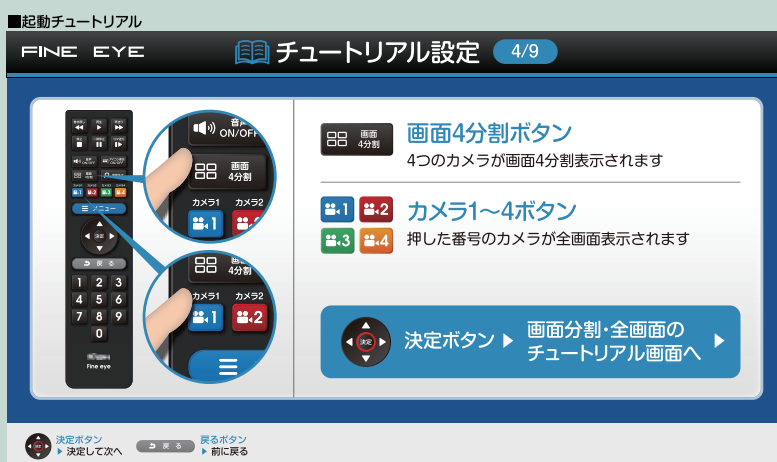 ■起動チュートリアル
FINE EYE
チュートリアル設定 4/9
音声
ON/OFF
画面
4分割
カメラ1 カメラ2
1 2
画面
4分割
カメラ1 カメラ2
1 2
メニュー
決定
戻る
1 2 3
4 5 6
7 8 9
0
Fine eye
画面
4分割
画面4分割ボタン
4つのカメラが画面4分割表示されます
1 2
カメラ1～4ボタン
3 4
押した番号のカメラが全画面表示されます
決定
決定ボタン▶
画面分割・全画面の
チュートリアル画面へ
決定ボタン
▶決定して次へ
戻る
戻るボタン
▶前に戻る